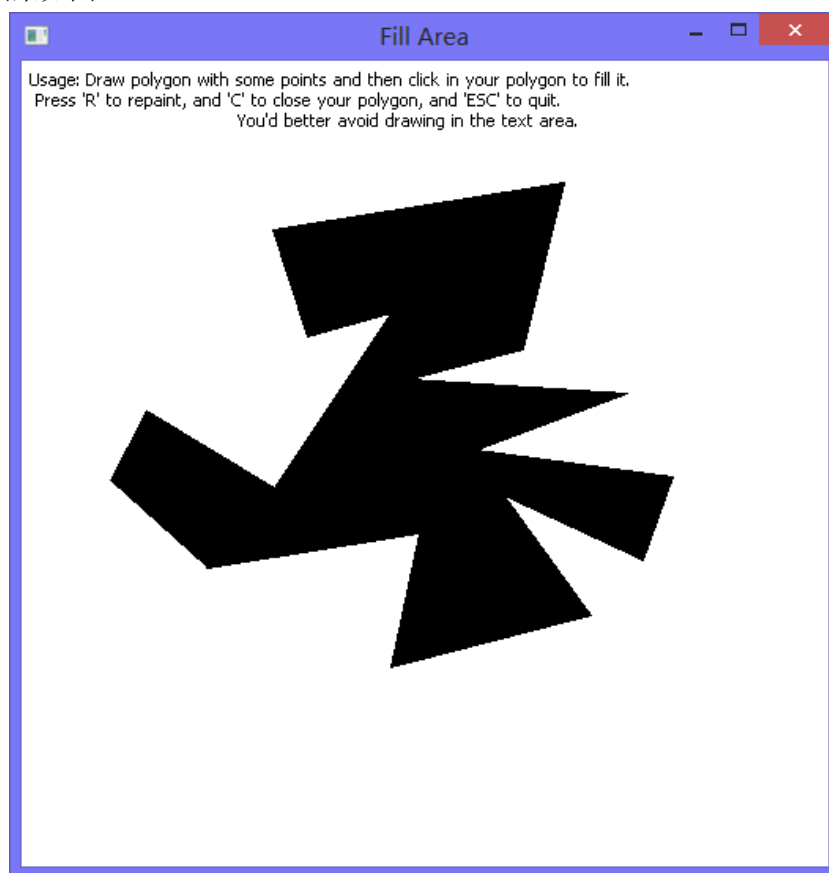 Fill Area
Usage: Draw polygon with some points and then click in your polygon to fill it.
Press 'R' to repaint, and 'C' to close your polygon, and 'ESC' to quit.
You'd better avoid drawing in the text area.